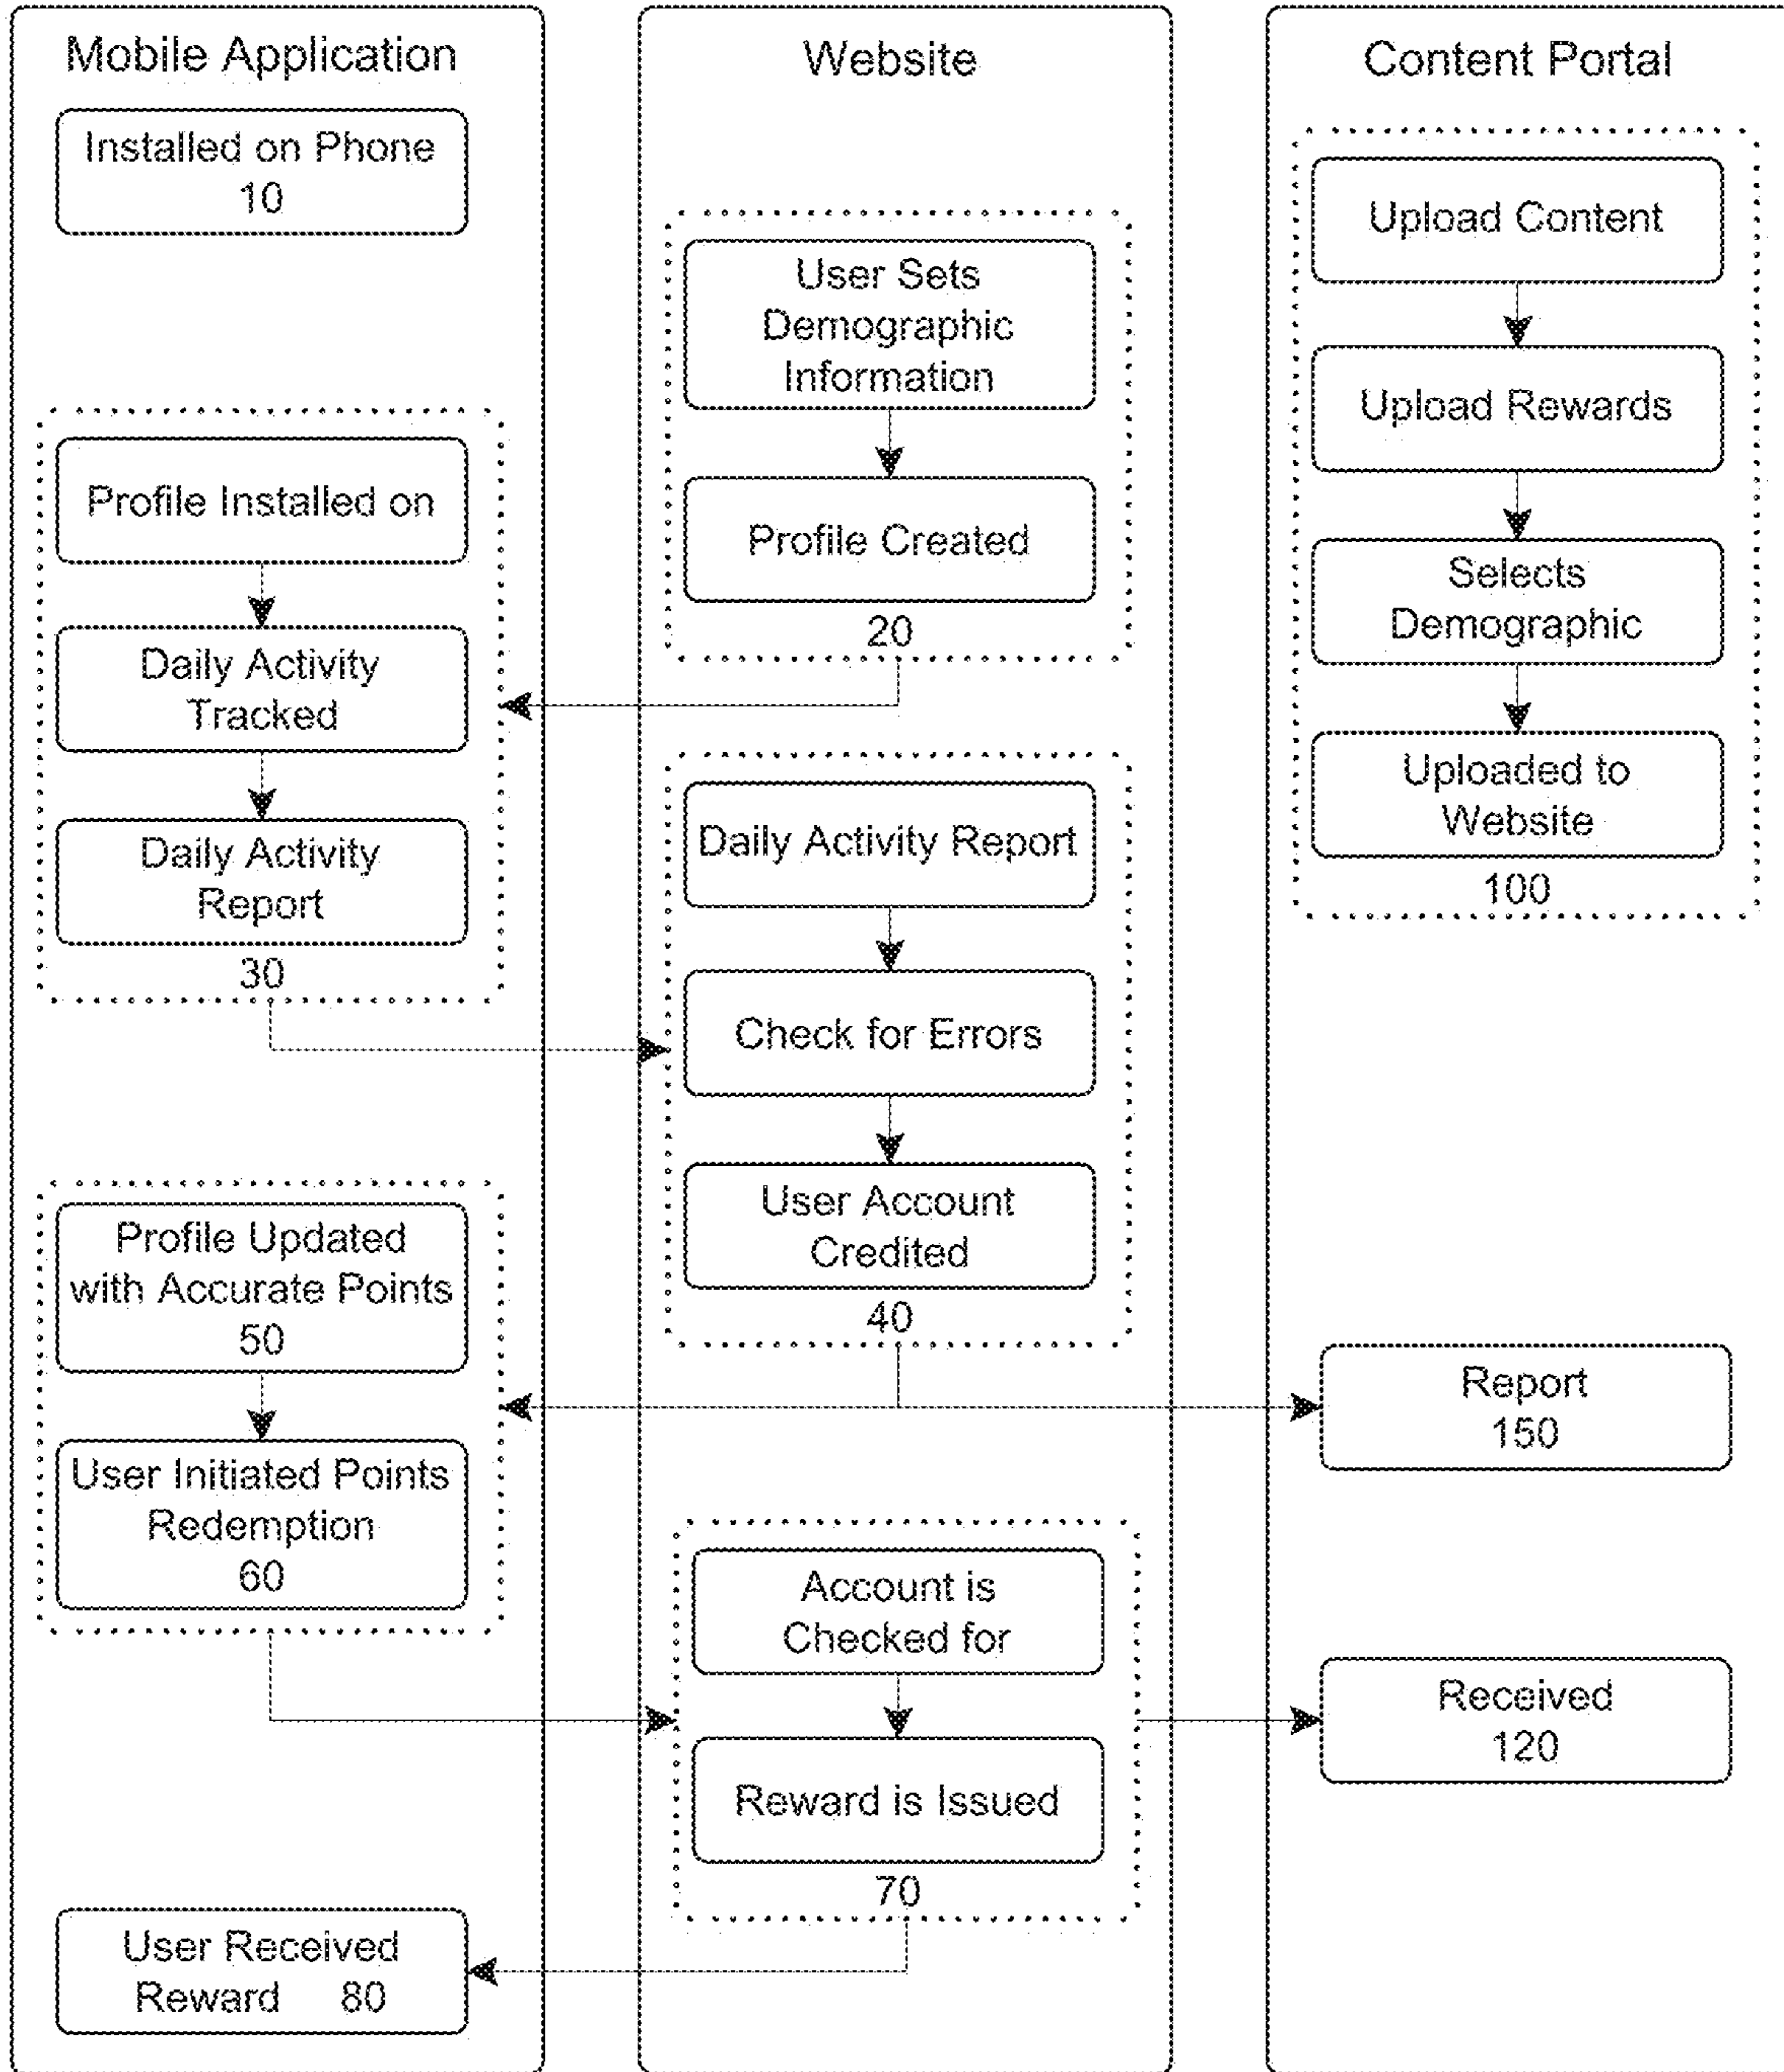 Mobile Application
Installed on Phone
10
Profile Installed on
Daily Activity
Tracked
Daily Activity
Report
30
Profile Updated
with Accurate Points
50
User Initiated Points
Redemption
60
User Received
Reward 80
Website
User Sets
Demographic
Information
Profile Created
20
Daily Activity Report
Check for Errors
User Account
Credited
40
Account is
Checked for
Reward is Issued
70
Content Portal
Upload Content
Upload Rewards
Selects
Demographic
Uploaded to
Website
100
Report
150
Received
120